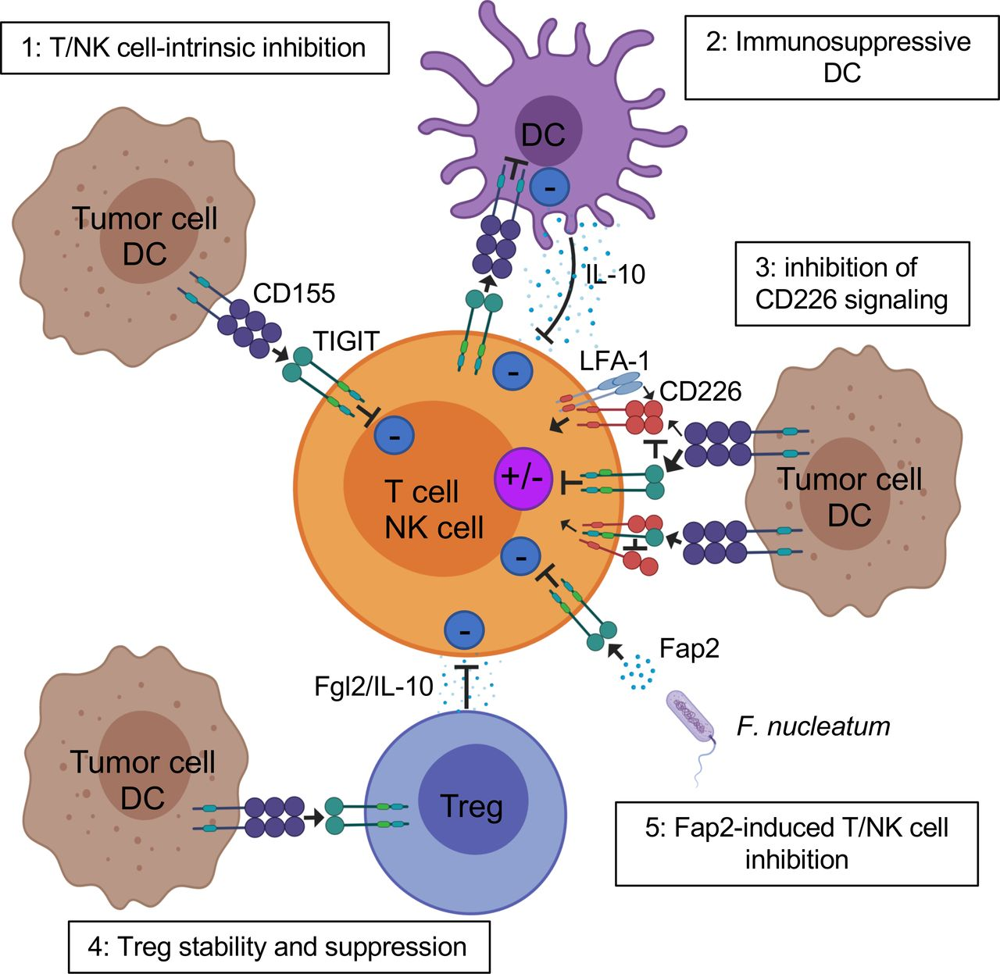 1: T/NK cell-intrinsic inhibition
2: Immunosuppressive
DC
DC
-
Tumor cell
DC
CD155
TIGIT
IL-10
3: inhibition of
CD226 signaling
-
LFA-1
CD226
-
T cell
NK cell
+/-
Tumor cell
DC
-
-
Fap2
Fgl2/IL-10
F. nucleatum
Tumor cell
DC
Treg
5: Fap2-induced T/NK cell
inhibition
4: Treg stability and suppression